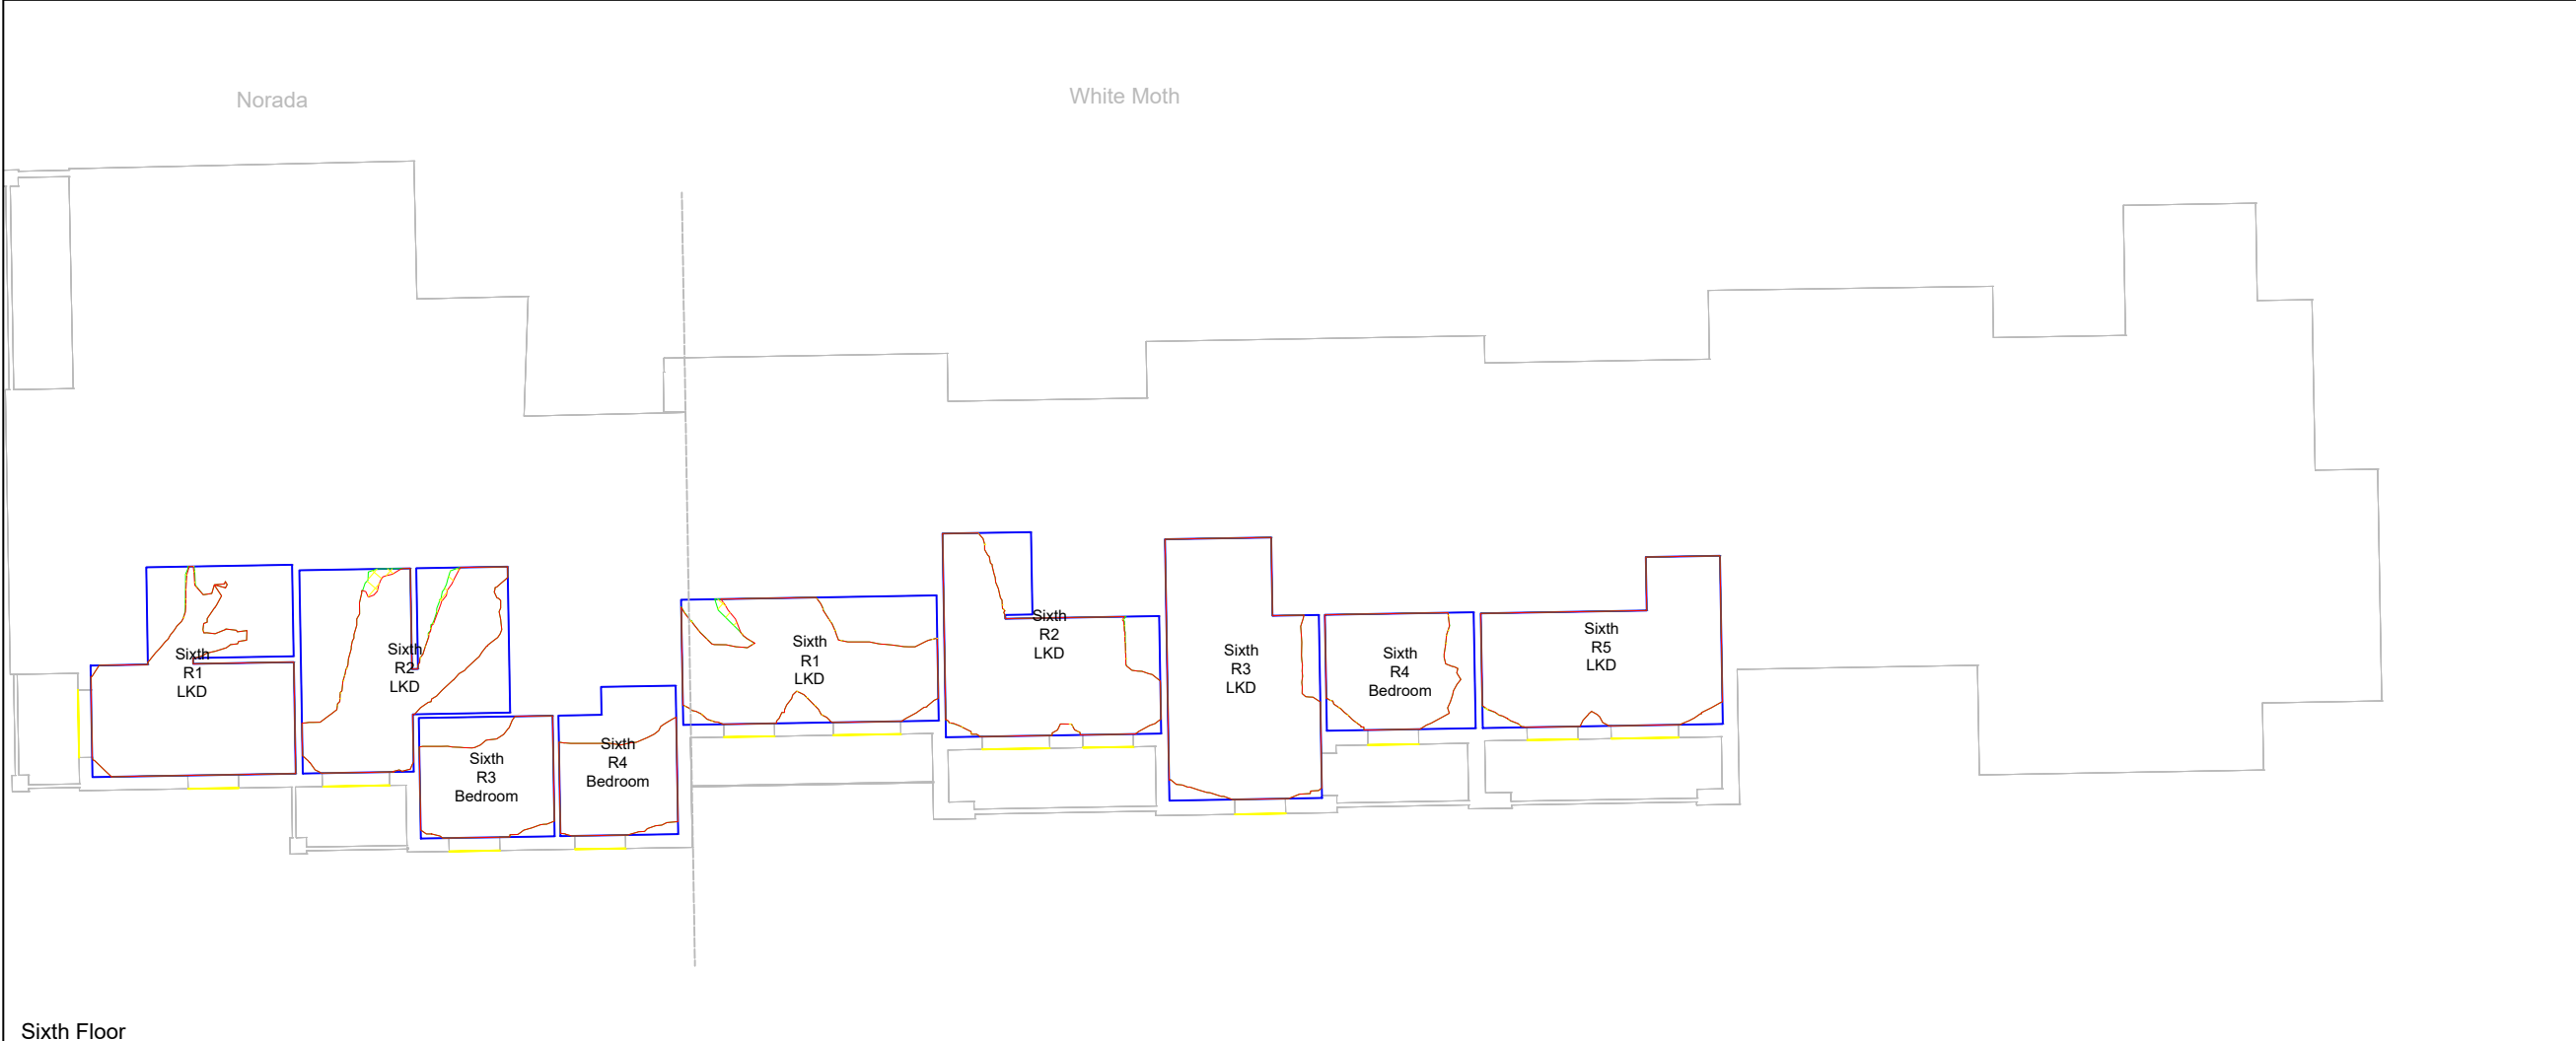 Norada
White Moth
Sixth
R1
LKD
Sixth
R2
LKD
Sixth
R3
Bedroom
Sixth
R4
Bedroom
Sixth
R1
LKD
Sixth
R2
LKD
Sixth
R3
LKD
Sixth
R4
Bedroom
Sixth
R5
LKD
Sixth Floor